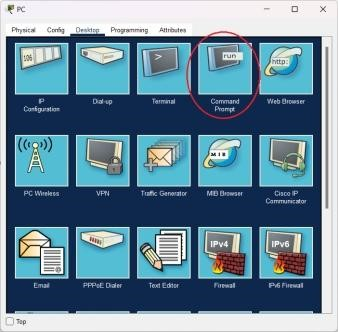 PC
Physical Config Desktop Programming Attributes
106
>
run
http:
IP Configuration
Dial-up
Terminal
Command Prompt
Web Browser
MIB
PC Wireless
VPN
Traffic Generator
MIB Browser
Cisco IP Communicator
IPv4
IPv6
Email
PPPoE Dialer
Text Editor
Firewall
IPv6 Firewall
Top